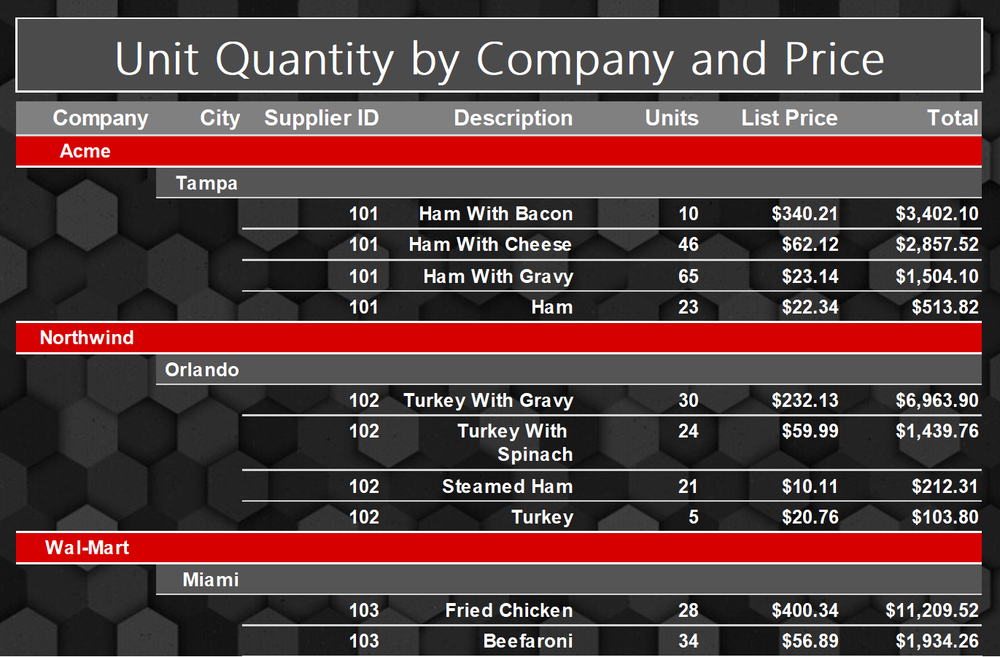 Unit Quantity by Company and Price
Company City Supplier ID Description Units List Price Total
Acme
Tampa
101 Ham With Bacon 10 $340.21 $3,402.10
101 Ham With Cheese 46 $62.12 $2,857.52
101 Ham With Gravy 65 $23.14 $1,504.10
101 Ham 23 $22.34 $513.82
Northwind
Orlando
102 Turkey With Gravy 30 $232.13 $6,963.90
102 Turkey With 24 $59.99 $1,439.76
Spinach
102 Steamed Ham 21 $10.11 $212.31
102 Turkey 5 $20.76 $103.80
Wal-Mart
Miami
103 Fried Chicken 28 $400.34 $11,209.52
103 Beefaroni 34 $56.89 $1,934.26